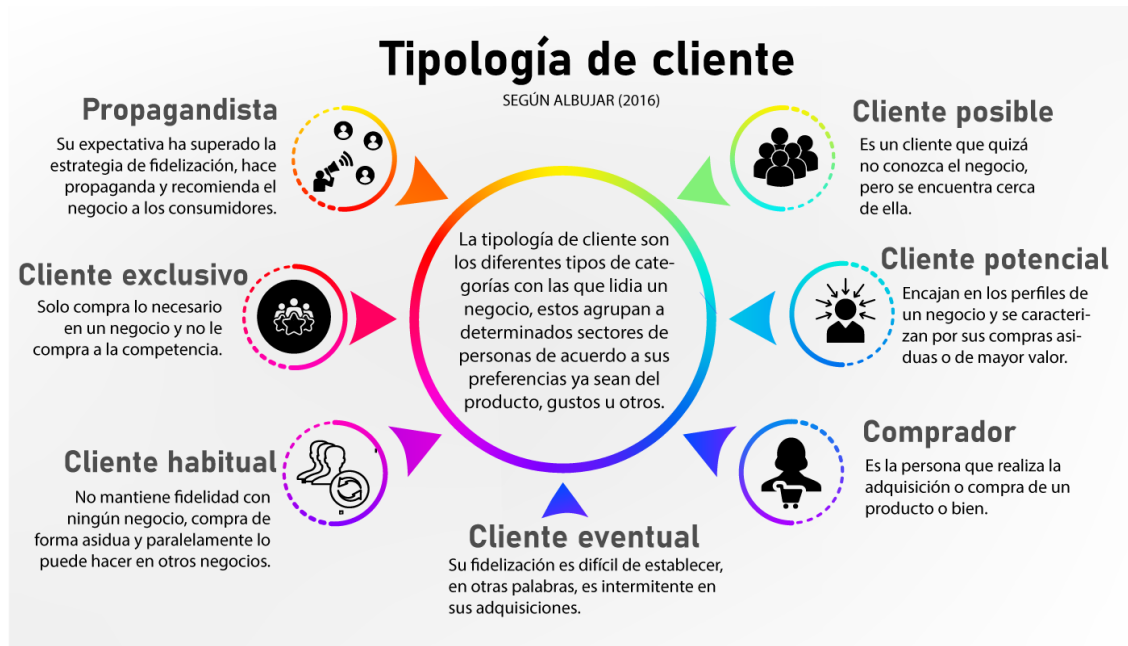 Tipología de cliente
SEGÚN ALBUJAR (2016)
Propagandista
Su expectativa ha superado la
estrategia de fidelización, hace
propaganda y recomienda el
negocio a los consumidores.
Cliente exclusivo
Solo compra lo necesario
en un negocio y no le
compra a la competencia.
Cliente habitual
No mantiene fidelidad con
ningún negocio, compra de
forma asidua y paralelamente lo
puede hacer en otros negocios.
La tipología de cliente son
los diferentes tipos de cate-
gorías con las que lidia un
negocio, estos agrupan a
determinados sectores de
personas de acuerdo a sus
preferencias ya sean del
producto, gustos u otros.
Cliente eventual
Su fidelización es difícil de establecer,
en otras palabras, es intermitente en
sus adquisiciones.
Cliente posible
Es un cliente que quizá
no conozca el negocio,
pero se encuentra cerca
de ella.
Cliente potencial
Encajan en los perfiles de
un negocio y se caracteri-
zan por sus compras asi-
duas o de mayor valor.
Comprador
Es la persona que realiza la
adquisición o compra de un
producto o bien.